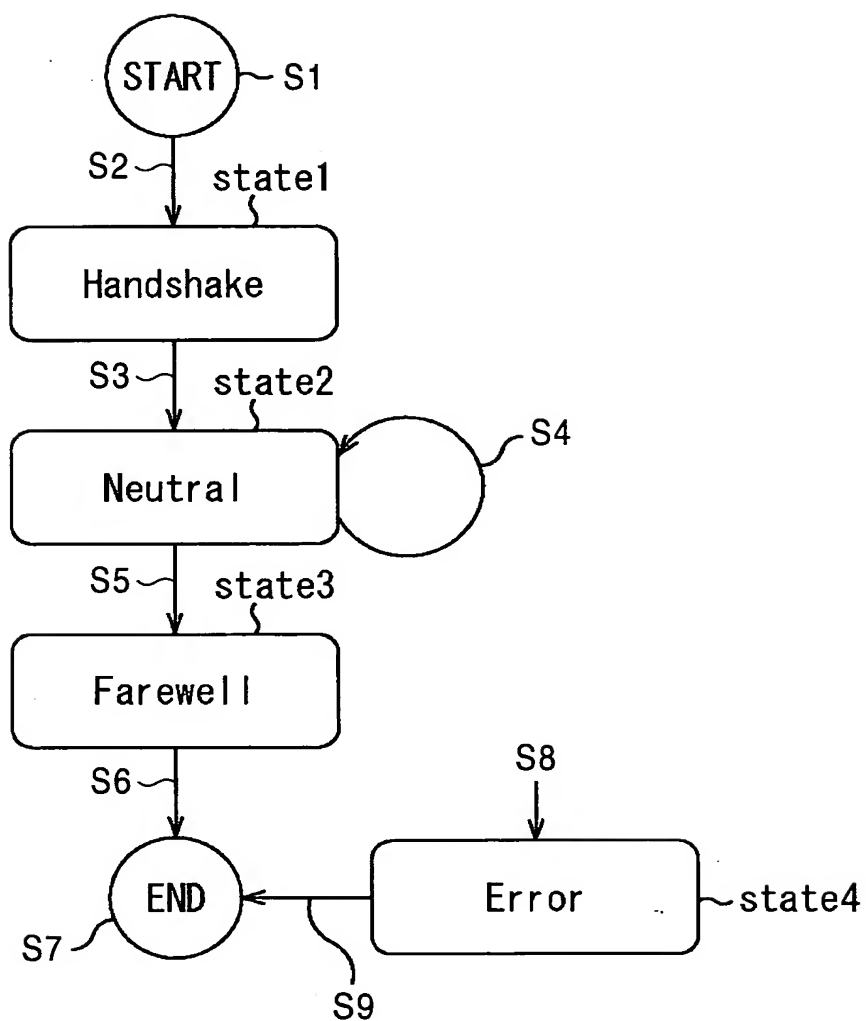 START
S1
S2
state1
Handshake
S3
state2
S4
Neutral
S5
state3
Farewell
S6
S8
END
Error
state4
S7
S9